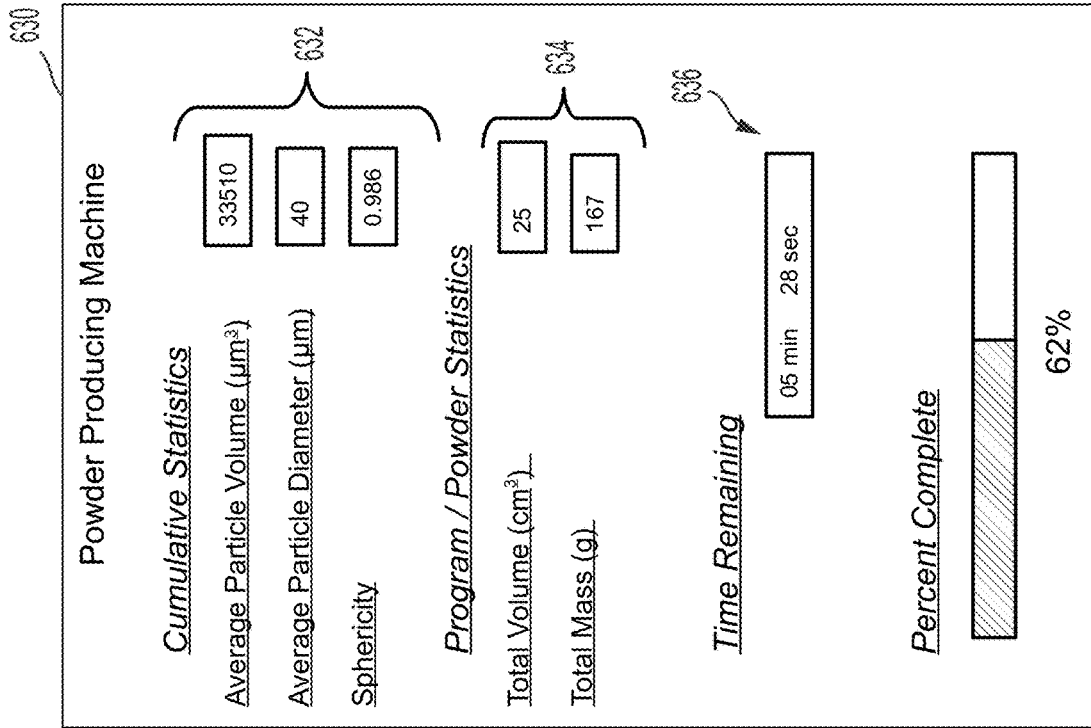 630
Powder Producing Machine
Cumulative Statistics
Average Particle Volume (µm³) 33510
Average Particle Diameter (µm) 40
Sphericity 0.986
632
Program / Powder Statistics
Total Volume (cm³) 25
Total Mass (g) 167
634
Time Remaining
05 min 28 sec
636
Percent Complete
62%